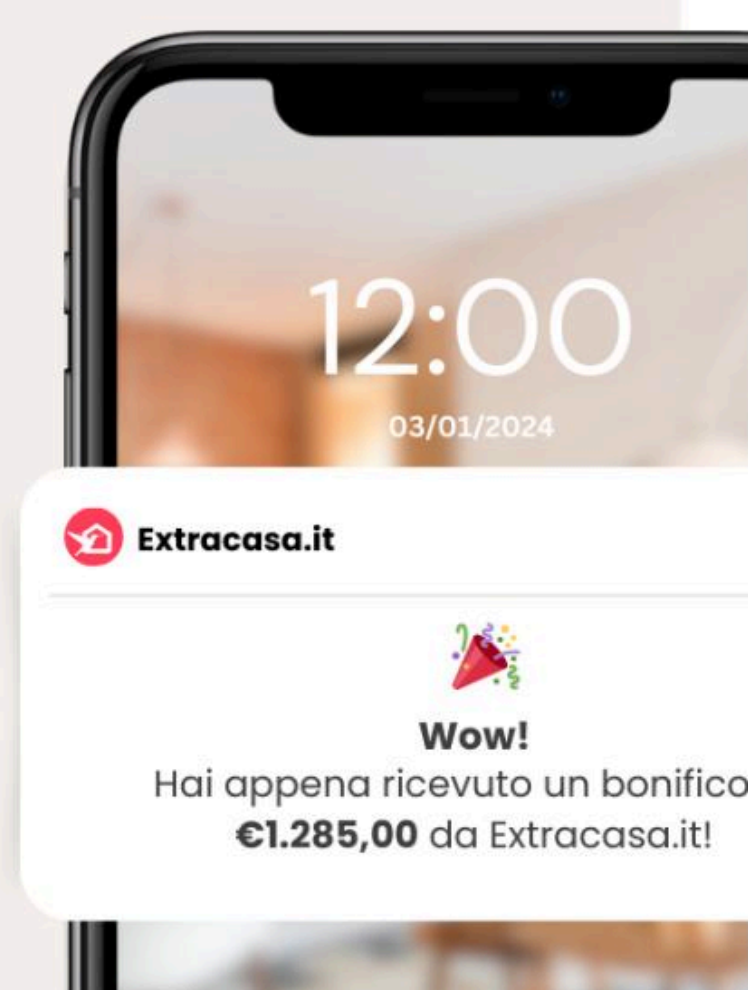 12:00
03/01/2024
Extracasa.it
Wow!
Hai appena ricevuto un bonifico
€1.285,00 da Extracasa.it!